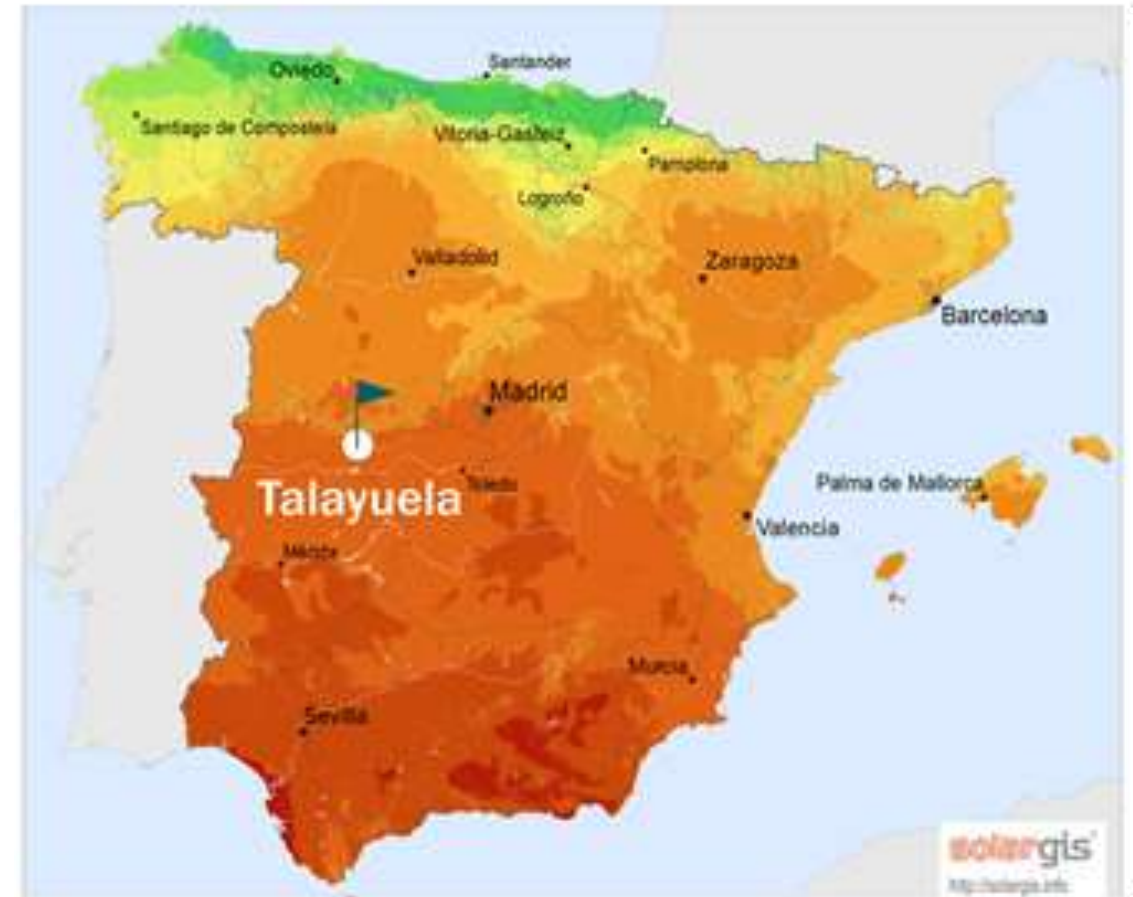 Santander
Oviedo
Santiago de Compostela
Vitoria-Gasteiz
Pamplona
Logroño
Valladolid
Zaragoza
Barcelona
Madrid
Toledo
Talayuela
Palma de Mallorca
Valencia
Mérida
Murcia
Sevilla
solargis
http://solargis.info